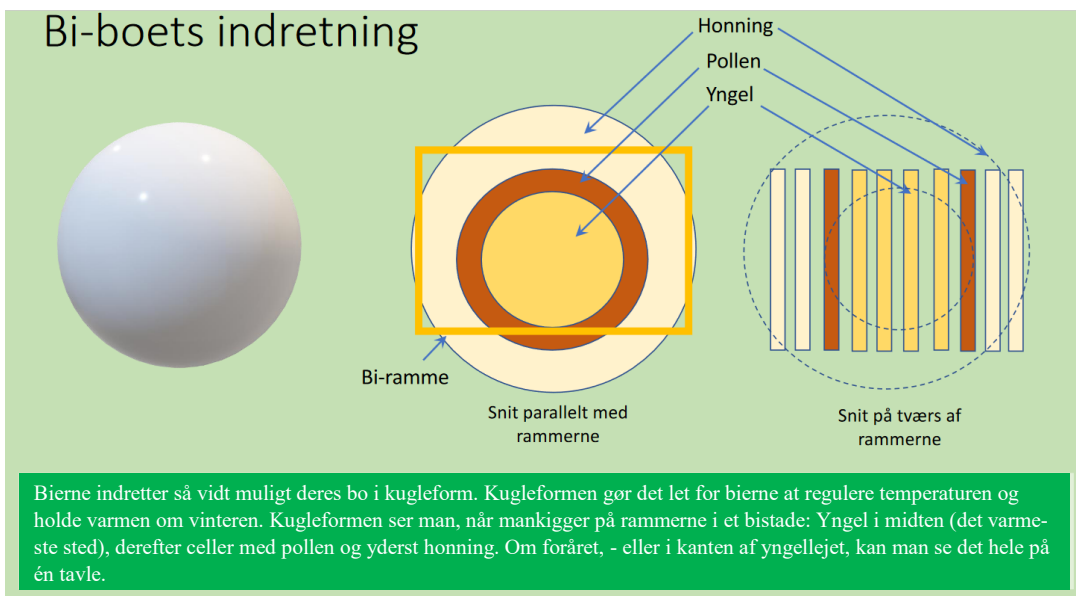 Bi-boets indretning
Honning
Pollen
Yngel
Bi-ramme
Snit parallelt med
rammerne
Snit på tværs af
rammerne
Bierne indretter så vidt muligt deres bo i kugleform. Kugleformen gør det let for bierne at regulere temperaturen og
holde varmen om vinteren. Kugleformen ser man, når mankigger på rammerne i et bistade: Yngel i midten (det varme-
ste sted), derefter celler med pollen og yderst honning. Om foråret, - eller i kanten af yngellejet, kan man se det hele på
én tavle.